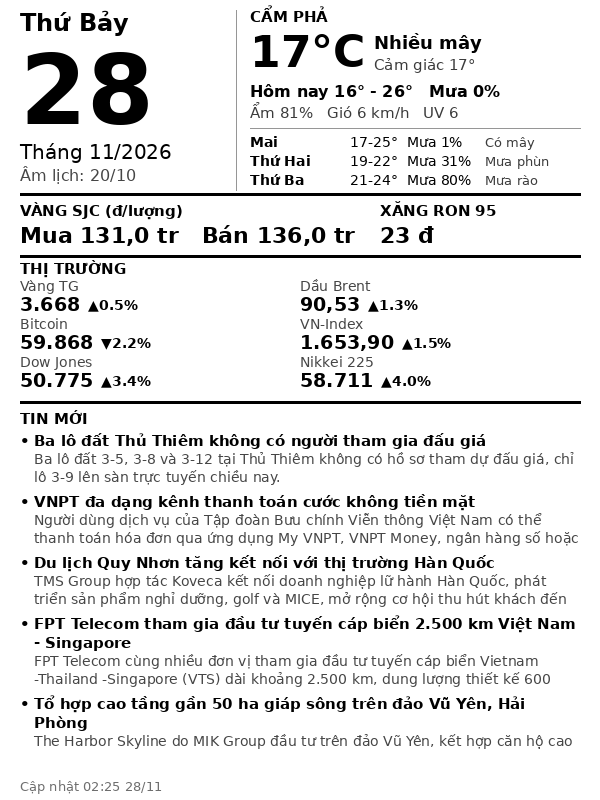 Thứ Bảy
28
Tháng 11/2026
Âm lịch: 20/10
CẨM PHẢ
17°C Nhiều mây
Cảm giác 17°
Hôm nay 16° - 26° Mưa 0%
Ẩm 81% Gió 6 km/h UV 6
Mai 17-25° Mưa 1% Có mây
Thứ Hai 19-22° Mưa 31% Mưa phùn
Thứ Ba 21-24° Mưa 80% Mưa rào
VÀNG SJC (đ/lượng) XĂNG RON 95
Mua 131,0 tr Bán 136,0 tr 23 đ
THỊ TRƯỜNG
Vàng TG Dầu Brent
3.668 ▲0.5% 90,53 ▲1.3%
Bitcoin VN-Index
59.868 ▼2.2% 1.653,90 ▲1.5%
Dow Jones Nikkei 225
50.775 ▲3.4% 58.711 ▲4.0%
TIN MỚI
• Ba lô đất Thủ Thiêm không có người tham gia đấu giá
Ba lô đất 3-5, 3-8 và 3-12 tại Thủ Thiêm không có hồ sơ tham dự đấu giá, chỉ
lô 3-9 lên sàn trực tuyến chiều nay.
• VNPT đa dạng kênh thanh toán cước không tiền mặt
Người dùng dịch vụ của Tập đoàn Bưu chính Viễn thông Việt Nam có thể
thanh toán hóa đơn qua ứng dụng My VNPT, VNPT Money, ngân hàng số hoặc
• Du lịch Quy Nhơn tăng kết nối với thị trường Hàn Quốc
TMS Group hợp tác Koveca kết nối doanh nghiệp lữ hành Hàn Quốc, phát
triển sản phẩm nghỉ dưỡng, golf và MICE, mở rộng cơ hội thu hút khách đến
• FPT Telecom tham gia đầu tư tuyến cáp biển 2.500 km Việt Nam
- Singapore
FPT Telecom cùng nhiều đơn vị tham gia đầu tư tuyến cáp biển Vietnam
-Thailand -Singapore (VTS) dài khoảng 2.500 km, dung lượng thiết kế 600
• Tổ hợp cao tầng gần 50 ha giáp sông trên đảo Vũ Yên, Hải
Phòng
The Harbor Skyline do MIK Group đầu tư trên đảo Vũ Yên, kết hợp căn hộ cao
Cập nhật 02:25 28/11